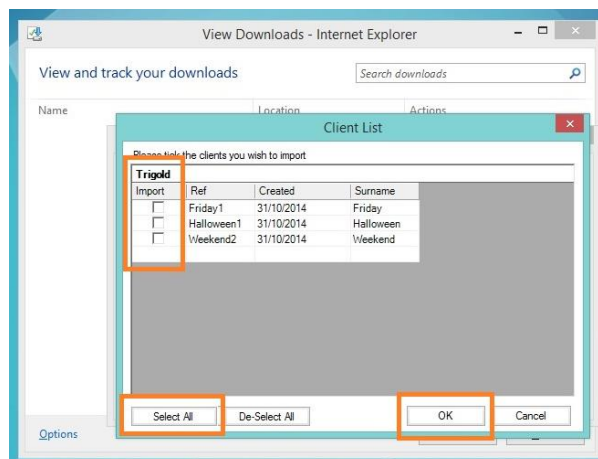 View Downloads - Internet Explorer
View and track your downloads
Search downloads
Name Location Actions
Client List
Please tick the clients you wish to import
Trigold
Import Ref Created Surname
Friday1 31/10/2014 Friday
Halloween1 31/10/2014 Halloween
Weekend2 31/10/2014 Weekend
Select All De-Select All OK Cancel
Options